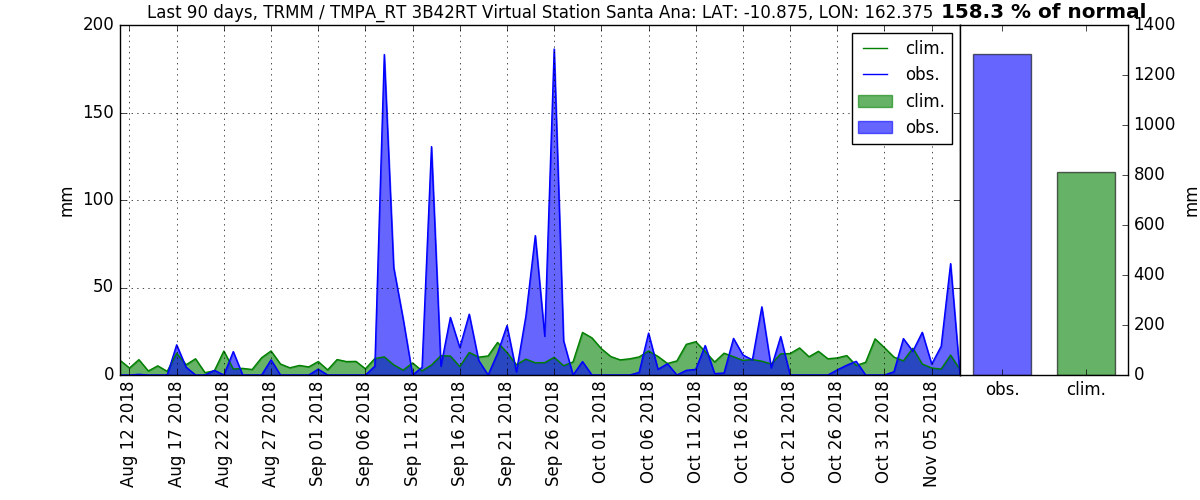 Last 90 days, TRMM / TMPA_RT 3B42RT Virtual Station Santa Ana: LAT: -10.875, LON: 162.375 158.3 % of normal
200
150
100
50
0
mm
clim.
obs.
clim.
obs.
1400
1200
1000
800
600
400
200
0
mm
Aug 12 2018
Aug 17 2018
Aug 22 2018
Aug 27 2018
Sep 01 2018
Sep 06 2018
Sep 11 2018
Sep 16 2018
Sep 21 2018
Sep 26 2018
Oct 01 2018
Oct 06 2018
Oct 11 2018
Oct 16 2018
Oct 21 2018
Oct 26 2018
Oct 31 2018
Nov 05 2018
obs.
clim.